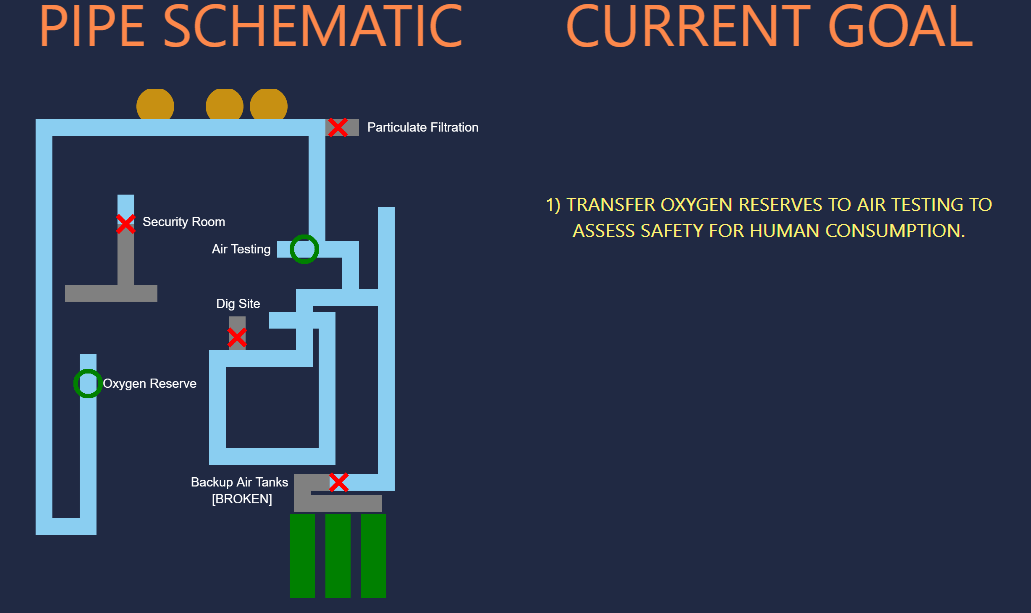 PIPE SCHEMATIC
CURRENT GOAL
Particulate Filtration
Security Room
Air Testing
Dig Site
Oxygen Reserve
Backup Air Tanks
[BROKEN]
1) TRANSFER OXYGEN RESERVES TO AIR TESTING TO
ASSESS SAFETY FOR HUMAN CONSUMPTION.